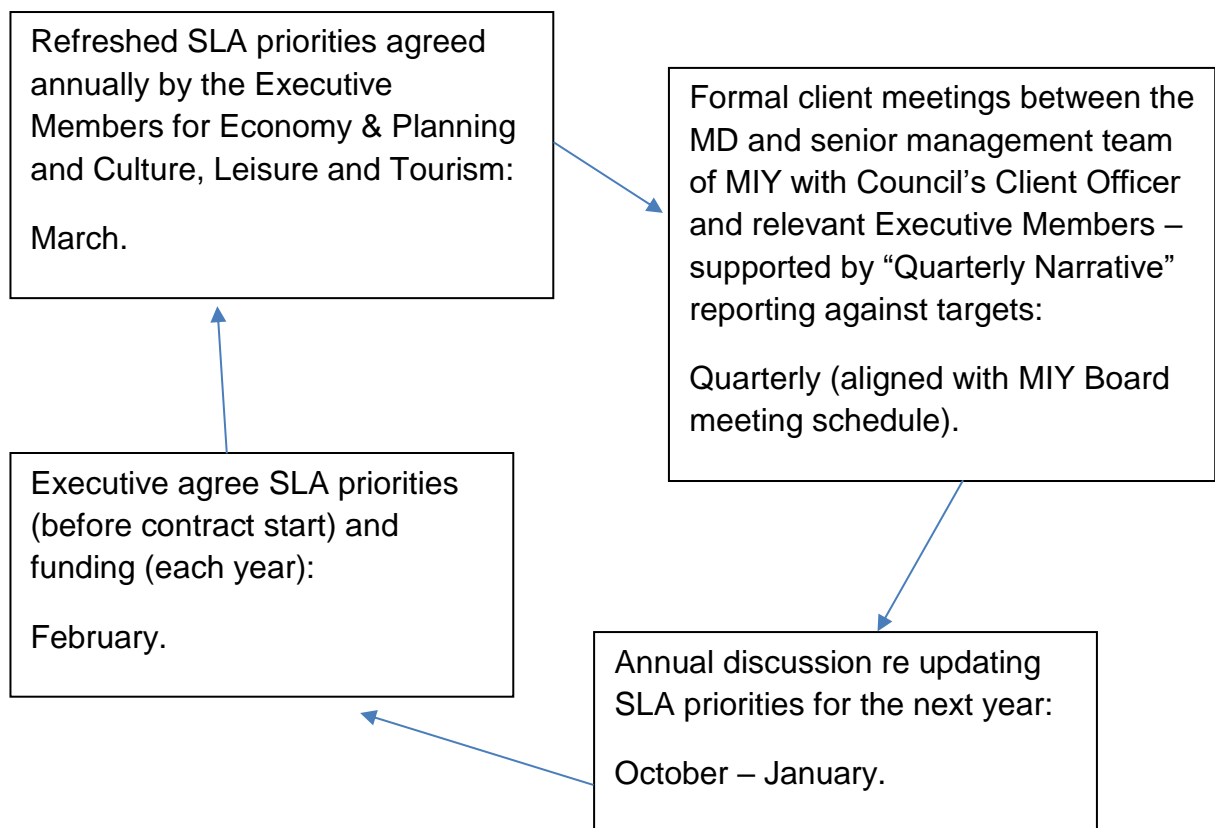 Refreshed SLA priorities agreed
annually by the Executive
Members for Economy & Planning
and Culture, Leisure and Tourism:
March.
Formal client meetings between the
MD and senior management team
of MIY with Council’s Client Officer
and relevant Executive Members –
supported by “Quarterly Narrative”
reporting against targets:
Quarterly (aligned with MIY Board
meeting schedule).
Executive agree SLA priorities
(before contract start) and
funding (each year):
February.
Annual discussion re updating
SLA priorities for the next year:
October – January.